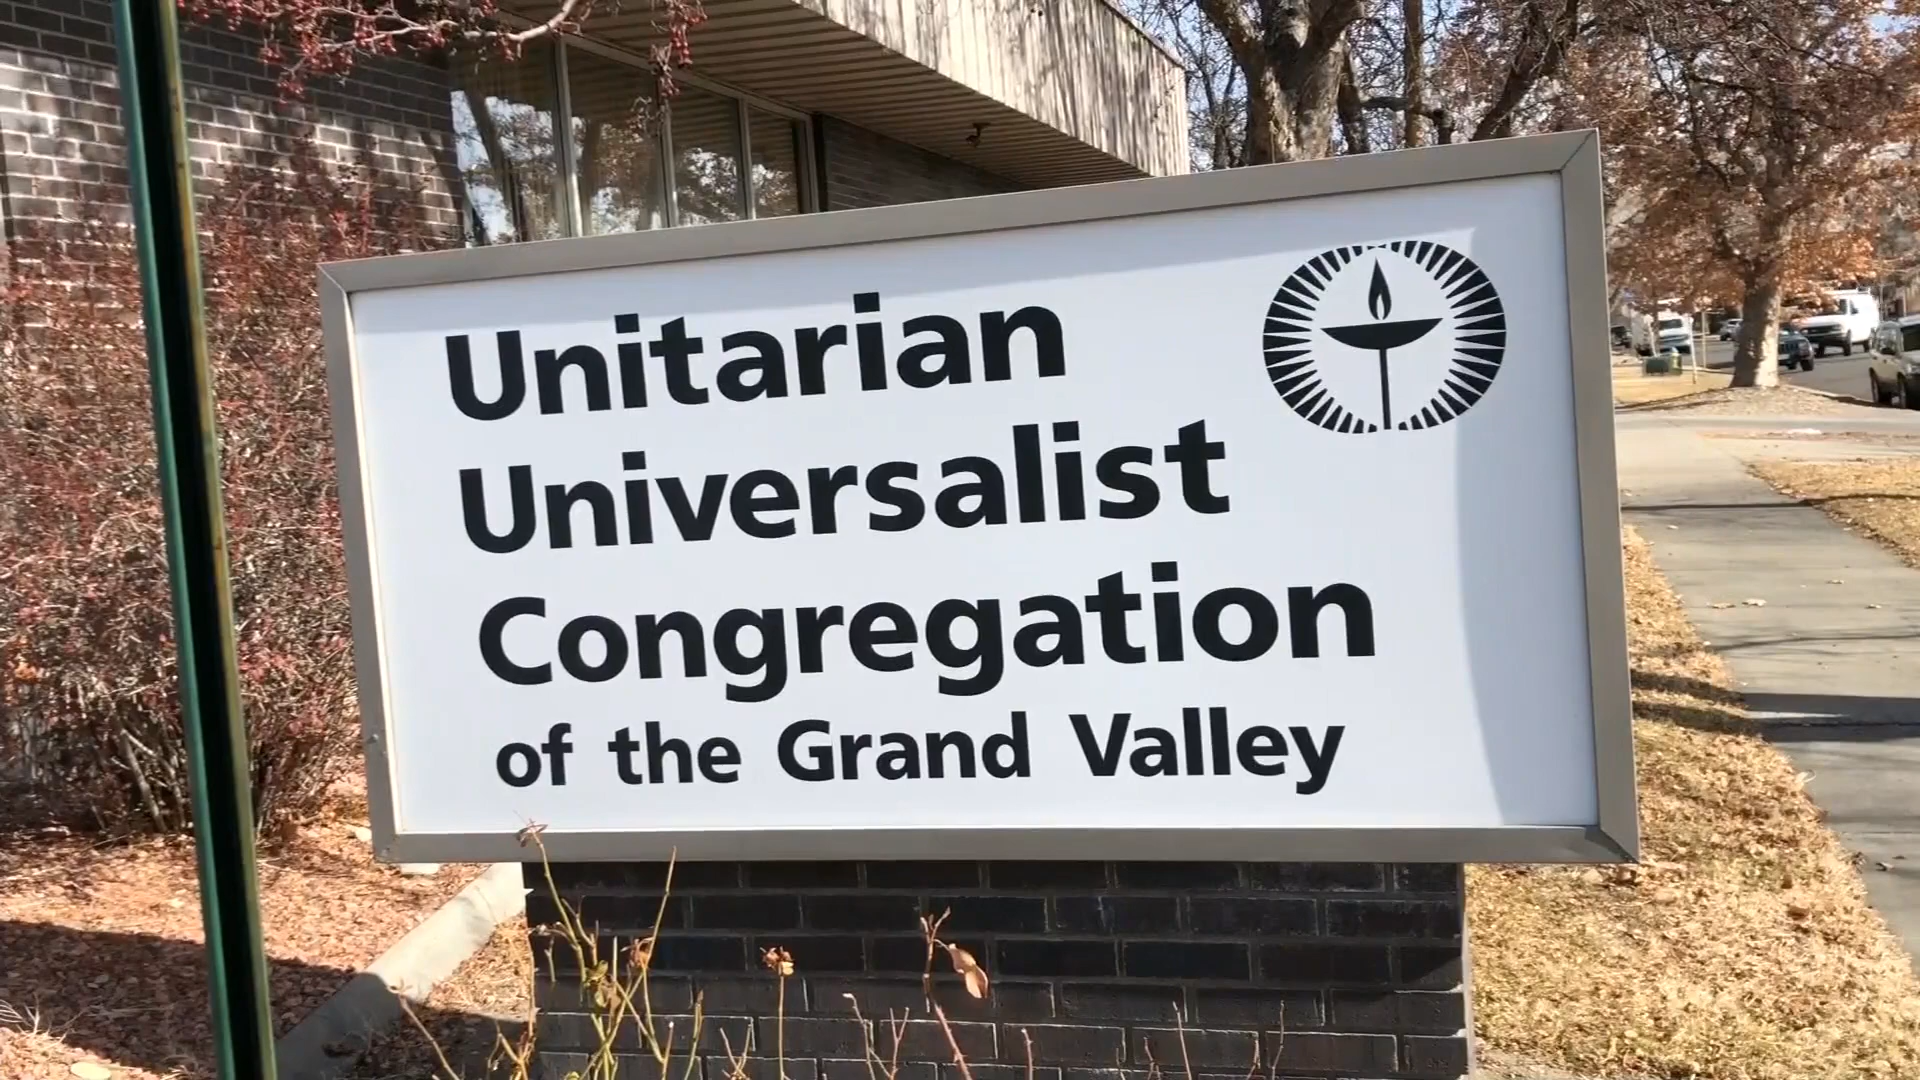 Unitarian
Universalist
Congregation
of the Grand Valley